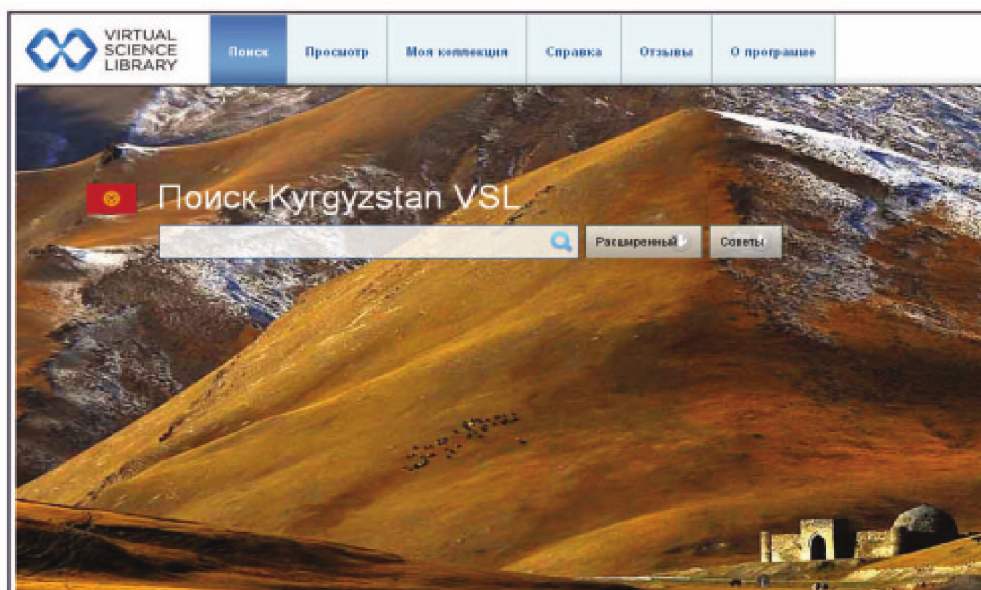 VIRTUAL
SCIENCE
LIBRARY
Поиск Просмотр Моя коллекция Справка Отзывы О программе
Поиск Kyrgyzstan VSL
Расширенный Советы